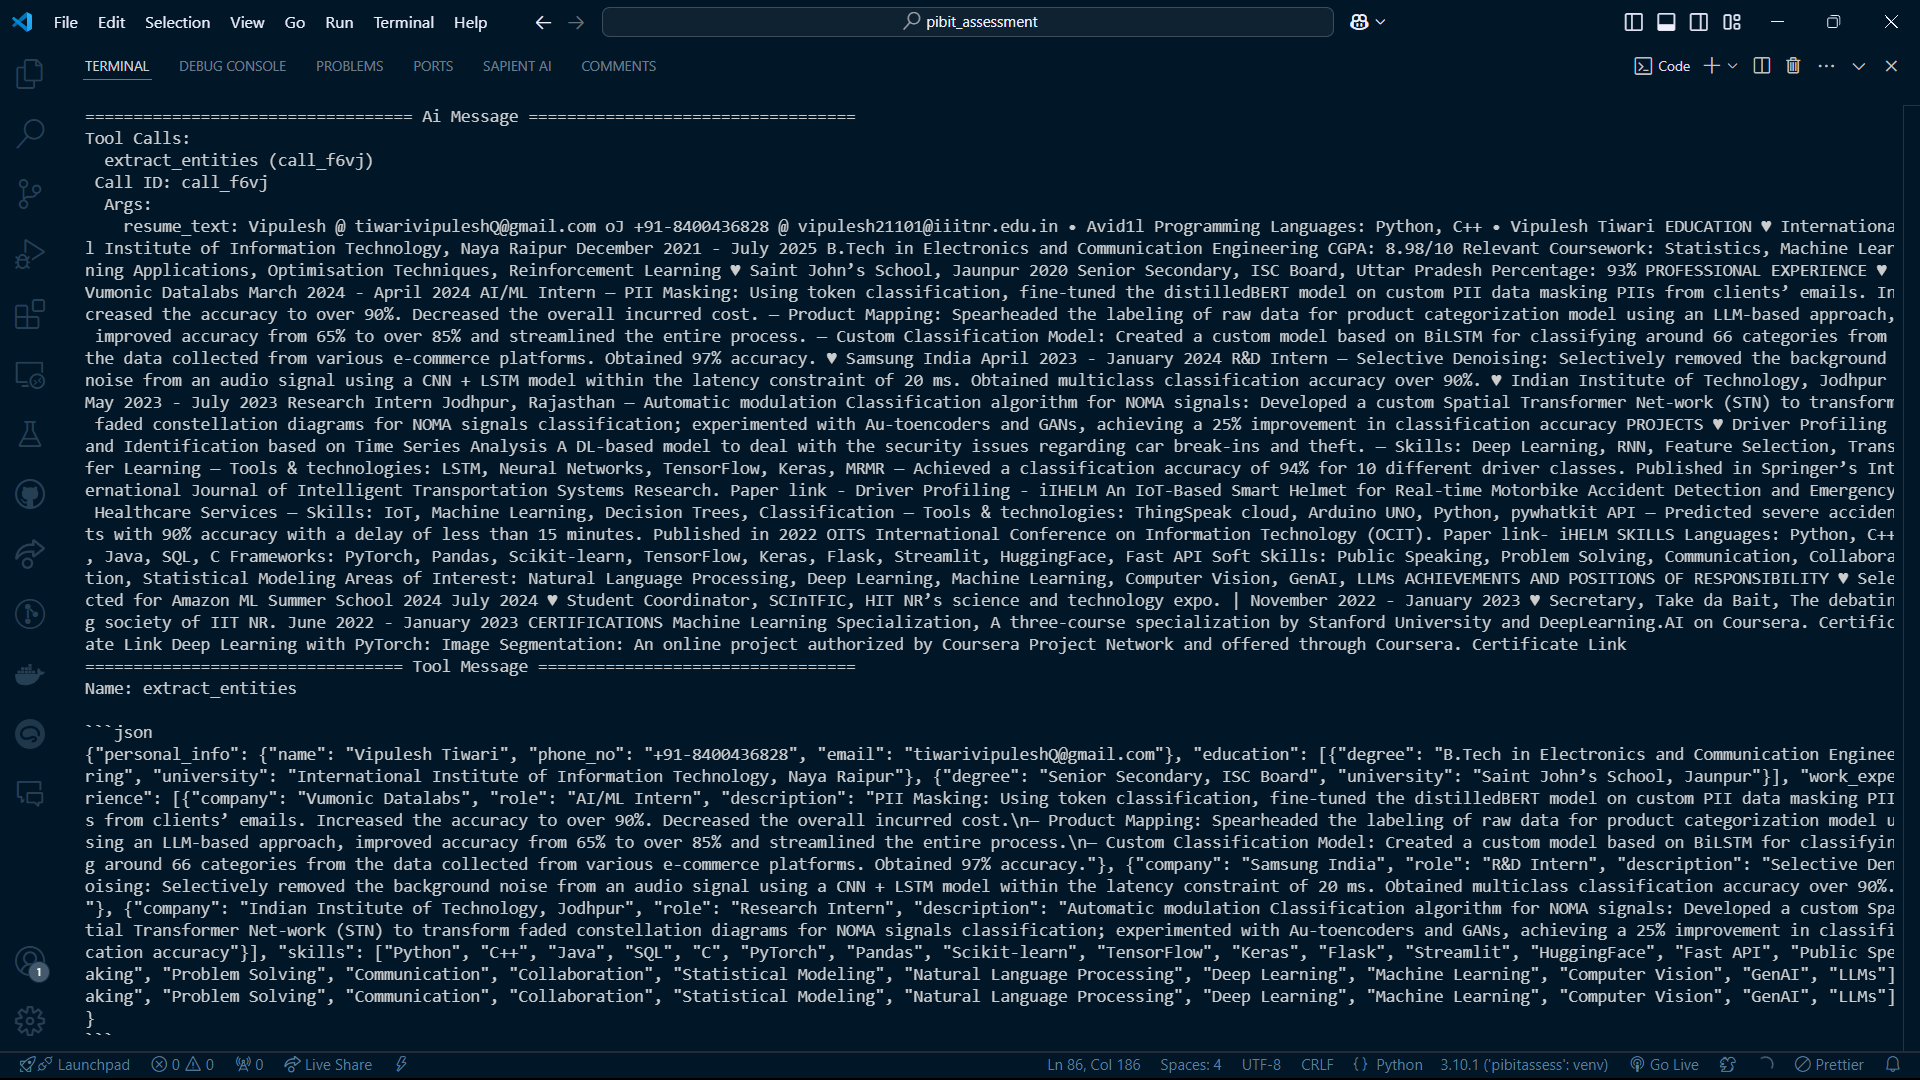 File Edit Selection View Go Run Terminal Help pibit_assessment
TERMINAL DEBUG CONSOLE PROBLEMS PORTS SAPIENT AI COMMENTS Code
================================== Ai Message ==================================
Tool Calls:
extract_entities (call_f6vj)
Call ID: call_f6vj
Args:
resume_text: Vipulesh @ tiwarivipuleshQ@gmail.com oJ +91-8400436828 @ vipulesh21101@iiitnr.edu.in • Avid1l Programming Languages: Python, C++ • Vipulesh Tiwari EDUCATION ♥ Internationa
l Institute of Information Technology, Naya Raipur December 2021 - July 2025 B.Tech in Electronics and Communication Engineering CGPA: 8.98/10 Relevant Coursework: Statistics, Machine Lear
ning Applications, Optimisation Techniques, Reinforcement Learning ♥ Saint John’s School, Jaunpur 2020 Senior Secondary, ISC Board, Uttar Pradesh Percentage: 93% PROFESSIONAL EXPERIENCE ♥
Vumonic Datalabs March 2024 - April 2024 AI/ML Intern — PII Masking: Using token classification, fine-tuned the distilledBERT model on custom PII data masking PIIs from clients’ emails. In
creased the accuracy to over 90%. Decreased the overall incurred cost. — Product Mapping: Spearheaded the labeling of raw data for product categorization model using an LLM-based approach,
improved accuracy from 65% to over 85% and streamlined the entire process. — Custom Classification Model: Created a custom model based on BiLSTM for classifying around 66 categories from
the data collected from various e-commerce platforms. Obtained 97% accuracy. ♥ Samsung India April 2023 - January 2024 R&D Intern — Selective Denoising: Selectively removed the background
noise from an audio signal using a CNN + LSTM model within the latency constraint of 20 ms. Obtained multiclass classification accuracy over 90%. ♥ Indian Institute of Technology, Jodhpur
May 2023 - July 2023 Research Intern Jodhpur, Rajasthan — Automatic modulation Classification algorithm for NOMA signals: Developed a custom Spatial Transformer Net-work (STN) to transform
faded constellation diagrams for NOMA signals classification; experimented with Au-toencoders and GANs, achieving a 25% improvement in classification accuracy PROJECTS ♥ Driver Profiling
and Identification based on Time Series Analysis A DL-based model to deal with the security issues regarding car break-ins and theft. — Skills: Deep Learning, RNN, Feature Selection, Trans
fer Learning — Tools & technologies: LSTM, Neural Networks, TensorFlow, Keras, MRMR — Achieved a classification accuracy of 94% for 10 different driver classes. Published in Springer’s Int
ernational Journal of Intelligent Transportation Systems Research. Paper link - Driver Profiling - iIHELM An IoT-Based Smart Helmet for Real-time Motorbike Accident Detection and Emergency
Healthcare Services — Skills: IoT, Machine Learning, Decision Trees, Classification — Tools & technologies: ThingSpeak cloud, Arduino UNO, Python, pywhatkit API — Predicted severe acciden
ts with 90% accuracy with a delay of less than 15 minutes. Published in 2022 OITS International Conference on Information Technology (OCIT). Paper link- iHELM SKILLS Languages: Python, C++
, Java, SQL, C Frameworks: PyTorch, Pandas, Scikit-learn, TensorFlow, Keras, Flask, Streamlit, HuggingFace, Fast API Soft Skills: Public Speaking, Problem Solving, Communication, Collabora
tion, Statistical Modeling Areas of Interest: Natural Language Processing, Deep Learning, Machine Learning, Computer Vision, GenAI, LLMs ACHIEVEMENTS AND POSITIONS OF RESPONSIBILITY ♥ Sele
cted for Amazon ML Summer School 2024 July 2024 ♥ Student Coordinator, SCInTFIC, HIT NR’s science and technology expo. | November 2022 - January 2023 ♥ Secretary, Take da Bait, The debatin
g society of IIT NR. June 2022 - January 2023 CERTIFICATIONS Machine Learning Specialization, A three-course specialization by Stanford University and DeepLearning.AI on Coursera. Certific
ate Link Deep Learning with PyTorch: Image Segmentation: An online project authorized by Coursera Project Network and offered through Coursera. Certificate Link
================================= Tool Message =================================
Name: extract_entities
```json
{"personal_info": {"name": "Vipulesh Tiwari", "phone_no": "+91-8400436828", "email": "tiwarivipuleshQ@gmail.com"}, "education": [{"degree": "B.Tech in Electronics and Communication Enginee
ring", "university": "International Institute of Information Technology, Naya Raipur"}, {"degree": "Senior Secondary, ISC Board", "university": "Saint John’s School, Jaunpur"}], "work_expe
rience": [{"company": "Vumonic Datalabs", "role": "AI/ML Intern", "description": "PII Masking: Using token classification, fine-tuned the distilledBERT model on custom PII data masking PII
s from clients’ emails. Increased the accuracy to over 90%. Decreased the overall incurred cost.\n— Product Mapping: Spearheaded the labeling of raw data for product categorization model u
sing an LLM-based approach, improved accuracy from 65% to over 85% and streamlined the entire process.\n— Custom Classification Model: Created a custom model based on BiLSTM for classifyin
g around 66 categories from the data collected from various e-commerce platforms. Obtained 97% accuracy."}, {"company": "Samsung India", "role": "R&D Intern", "description": "Selective Den
oising: Selectively removed the background noise from an audio signal using a CNN + LSTM model within the latency constraint of 20 ms. Obtained multiclass classification accuracy over 90%.
"}, {"company": "Indian Institute of Technology, Jodhpur", "role": "Research Intern", "description": "Automatic modulation Classification algorithm for NOMA signals: Developed a custom Spa
tial Transformer Net-work (STN) to transform faded constellation diagrams for NOMA signals classification; experimented with Au-toencoders and GANs, achieving a 25% improvement in classifi
cation accuracy"}], "skills": ["Python", "C++", "Java", "SQL", "C", "PyTorch", "Pandas", "Scikit-learn", "TensorFlow", "Keras", "Flask", "Streamlit", "HuggingFace", "Fast API", "Public Spe
aking", "Problem Solving", "Communication", "Collaboration", "Statistical Modeling", "Natural Language Processing", "Deep Learning", "Machine Learning", "Computer Vision", "GenAI", "LLMs"]
aking", "Problem Solving", "Communication", "Collaboration", "Statistical Modeling", "Natural Language Processing", "Deep Learning", "Machine Learning", "Computer Vision", "GenAI", "LLMs"]
}
```
1
Launchpad 0 0 0 Live Share Ln 86, Col 186 Spaces: 4 UTF-8 CRLF {} Python 3.10.1 ('pibitassess': venv) Go Live Prettier